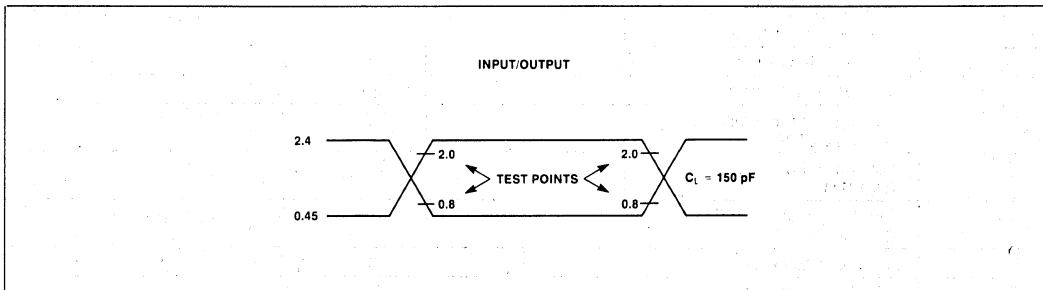 INPUT/OUTPUT
2.4
2.0 2.0
TEST POINTS
C_L = 150 pF
0.8 0.8
0.45